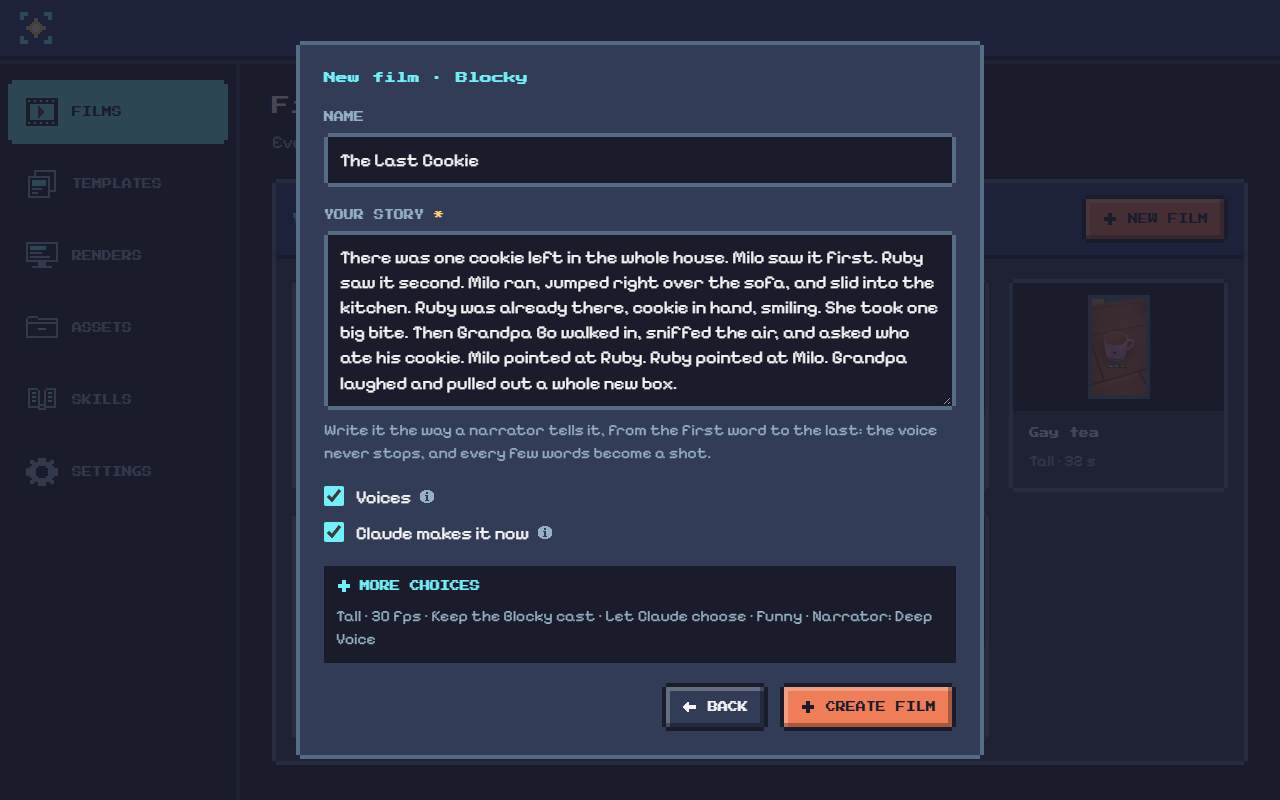 New film · Blocky
NAME
The Last Cookie
YOUR STORY *
There was one cookie left in the whole house. Milo saw it first. Ruby
saw it second. Milo ran, jumped right over the sofa, and slid into the
kitchen. Ruby was already there, cookie in hand, smiling. She took one
big bite. Then Grandpa Bo walked in, sniffed the air, and asked who
ate his cookie. Milo pointed at Ruby. Ruby pointed at Milo. Grandpa
laughed and pulled out a whole new box.
Write it the way a narrator tells it, from the first word to the last: the voice
never stops, and every few words become a shot.
Voices
Claude makes it now
+ MORE CHOICES
Tall · 30 fps · Keep the Blocky cast · Let Claude choose · Funny · Narrator: Deep
Voice
BACK
+ CREATE FILM
FILMS
TEMPLATES
RENDERS
ASSETS
SKILLS
SETTINGS
+ NEW FILM
Gay tea
Tall · 38 s